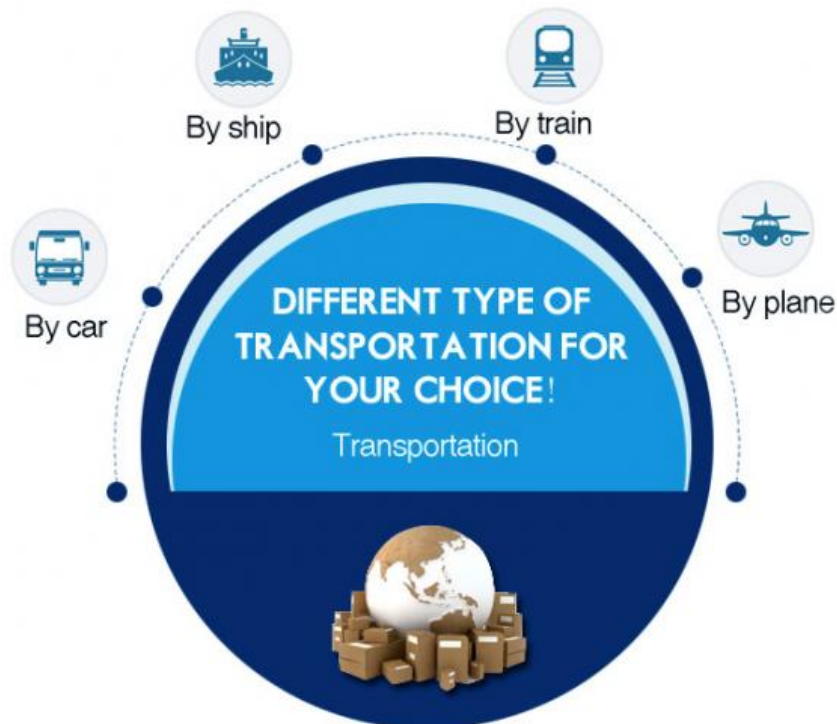 By ship
By train
By car
By plane
DIFFERENT TYPE OF
TRANSPORTATION FOR
YOUR CHOICE!
Transportation